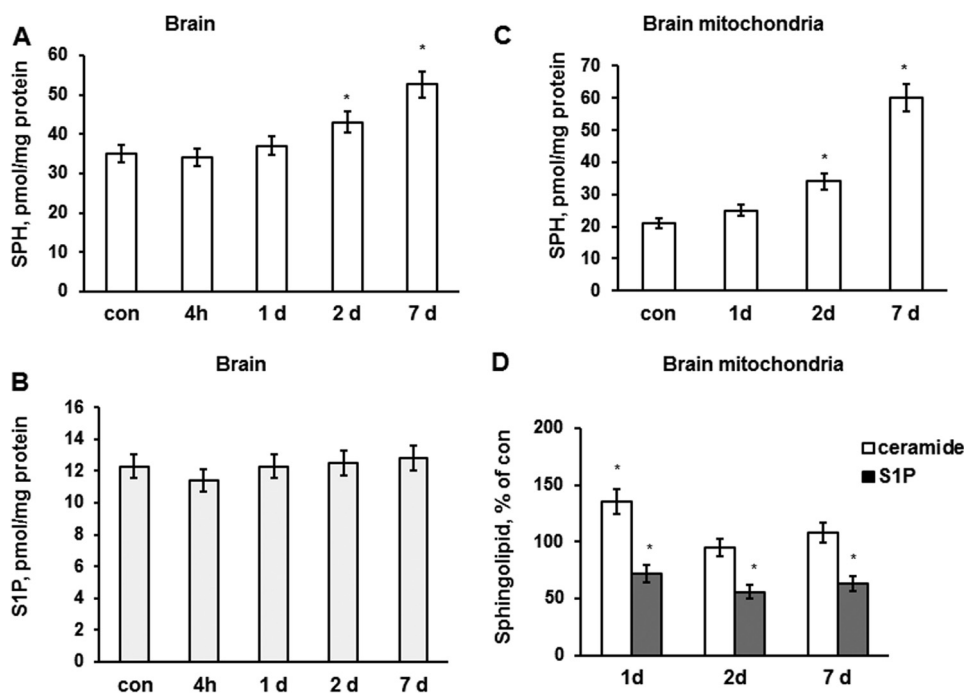 A
Brain
SPH, pmol/mg protein
60
50
40
30
20
10
0
*
*
con 4h 1 d 2 d 7 d
C
Brain mitochondria
SPH, pmol/mg protein
70
60
50
40
30
20
10
0
*
*
con 1d 2d 7 d
B
Brain
S1P, pmol/mg protein
16
14
12
10
8
6
4
2
0
con 4h 1 d 2 d 7 d
D
Brain mitochondria
Sphingolipid, % of con
200
150
100
50
0
*
*
*
*
ceramide
S1P
1d 2d 7 d